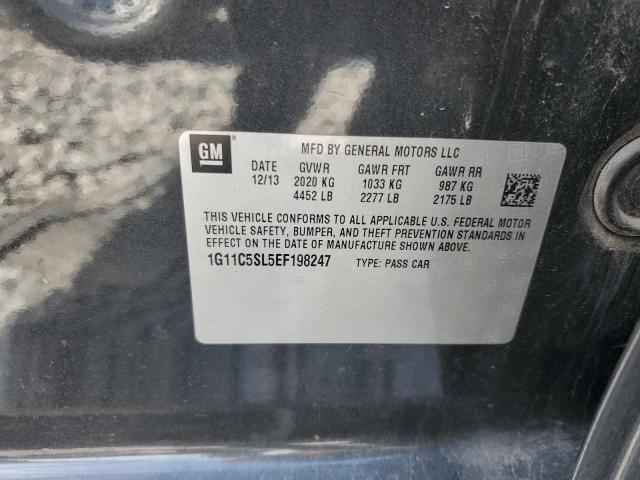 GM
MFD BY GENERAL MOTORS LLC
DATE GVWR GAWR FRT GAWR RR
12/13 2020 KG 1033 KG 987 KG
4452 LB 2277 LB 2175 LB
THIS VEHICLE CONFORMS TO ALL APPLICABLE U.S. FEDERAL MOTOR
VEHICLE SAFETY, BUMPER, AND THEFT PREVENTION STANDARDS IN
EFFECT ON THE DATE OF MANUFACTURE SHOWN ABOVE.
1G11C5SL5EF198247 TYPE: PASS CAR